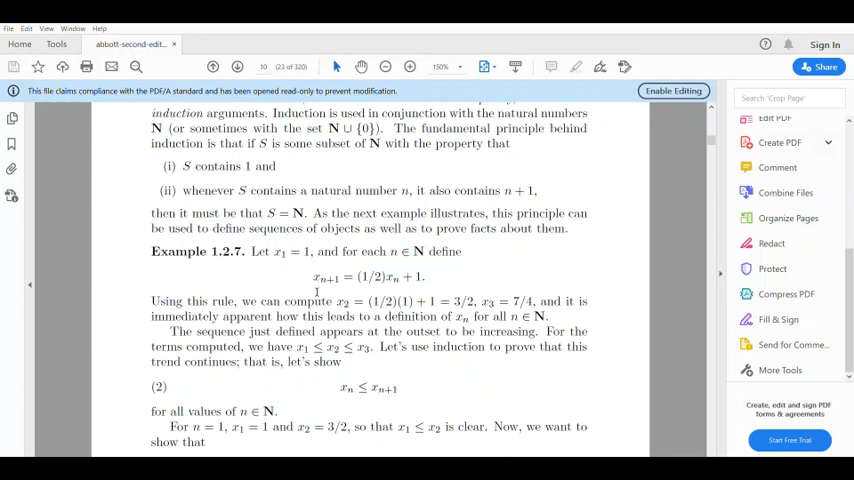 File Edit View Window Help
Home Tools abbott-second-edit... × Sign In
10 (23 of 320) 150% Share
This file claims compliance with the PDF/A standard and has been opened read-only to prevent modification. Enable Editing
induction arguments. Induction is used in conjunction with the natural numbers
N (or sometimes with the set N ∪ {0}). The fundamental principle behind
induction is that if S is some subset of N with the property that
(i) S contains 1 and
(ii) whenever S contains a natural number n, it also contains n + 1,
then it must be that S = N. As the next example illustrates, this principle can
be used to define sequences of objects as well as to prove facts about them.
Example 1.2.7. Let x₁ = 1, and for each n ∈ N define
xₙ₊₁ = (1/2)xₙ + 1.
Using this rule, we can compute x₂ = (1/2)(1) + 1 = 3/2, x₃ = 7/4, and it is
immediately apparent how this leads to a definition of xₙ for all n ∈ N.
The sequence just defined appears at the outset to be increasing. For the
terms computed, we have x₁ ≤ x₂ ≤ x₃. Let's use induction to prove that this
trend continues; that is, let's show
(2) xₙ ≤ xₙ₊₁
for all values of n ∈ N.
For n = 1, x₁ = 1 and x₂ = 3/2, so that x₁ ≤ x₂ is clear. Now, we want to
show that
Search 'Crop Page'
Edit PDF
Create PDF
Comment
Combine Files
Organize Pages
Redact
Protect
Compress PDF
Fill & Sign
Send for Comme...
More Tools
Create, edit and sign PDF
forms & agreements
Start Free Trial